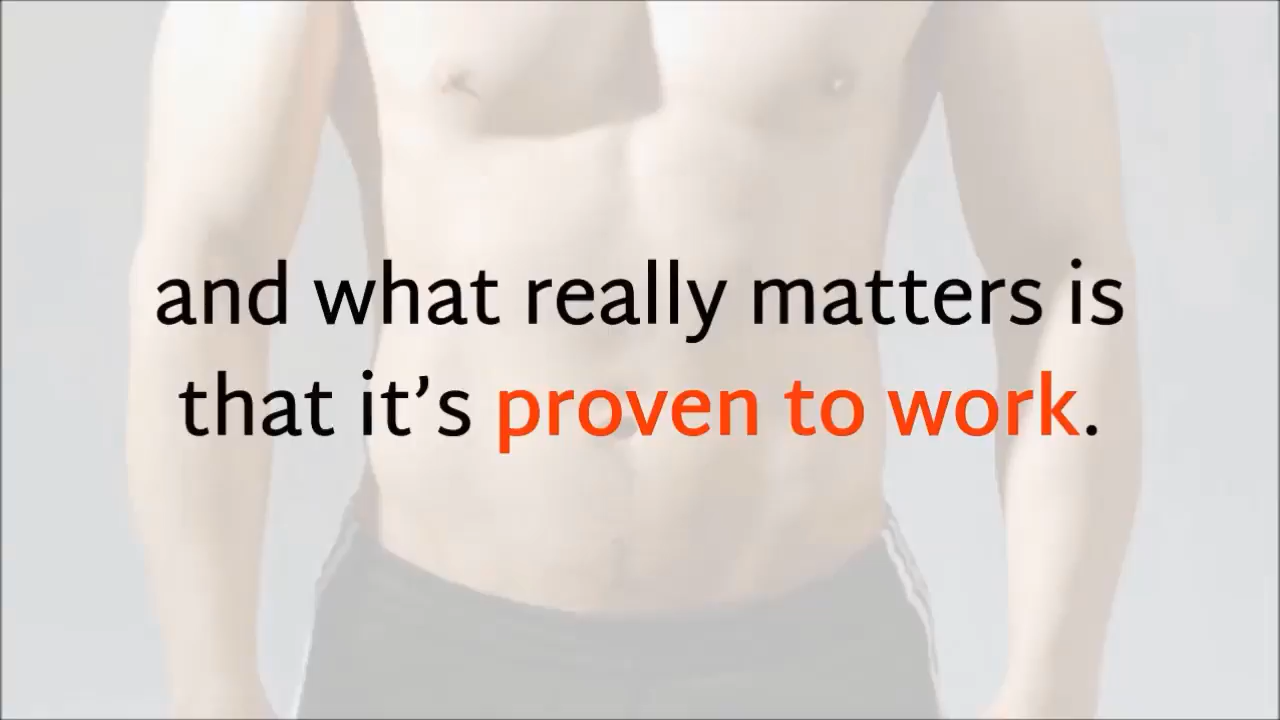 and what really matters is
that it’s proven to work.